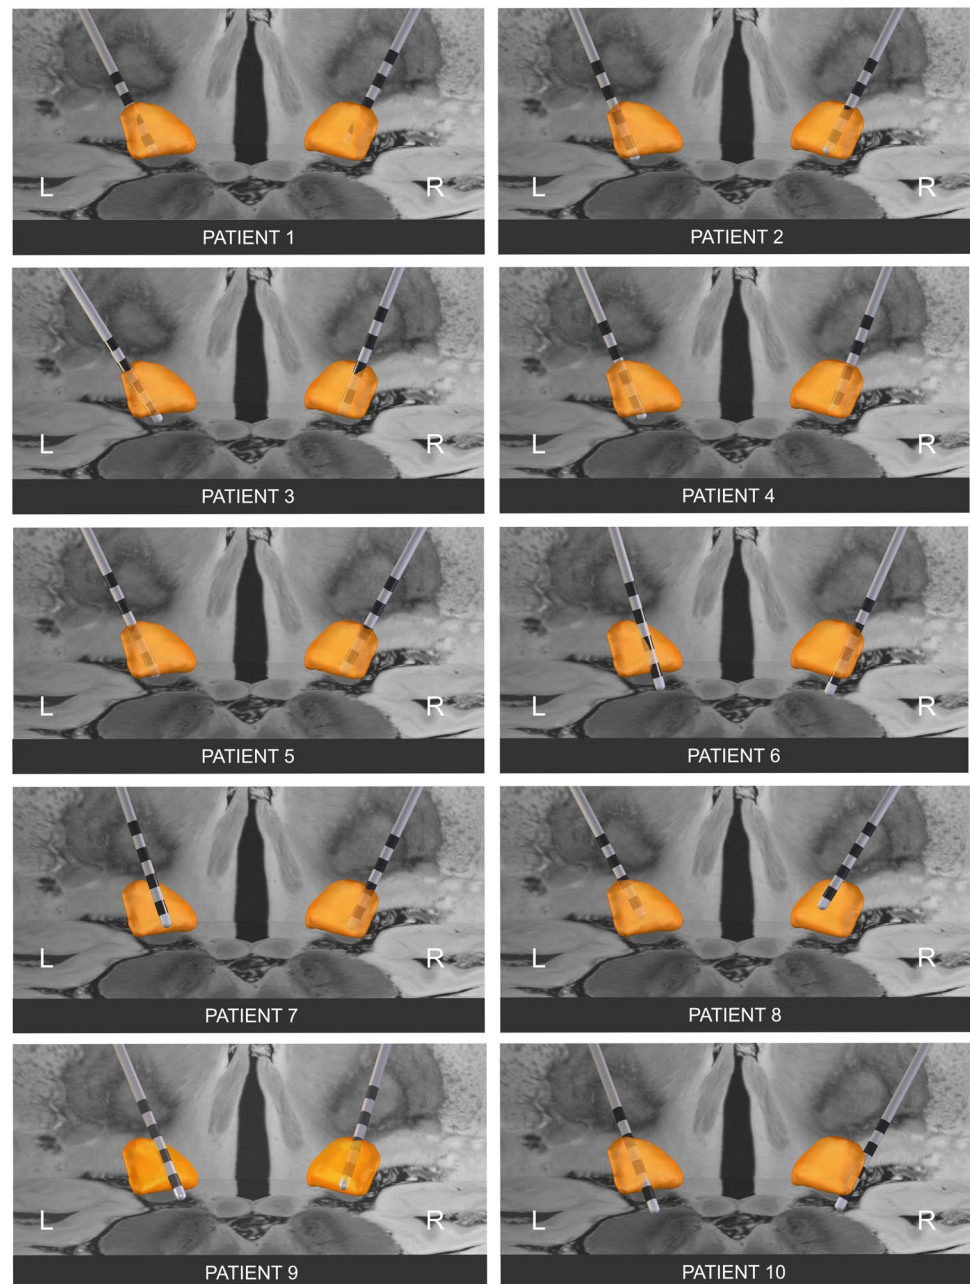 L R L R
PATIENT 1 PATIENT 2
L R L R
PATIENT 3 PATIENT 4
L R L R
PATIENT 5 PATIENT 6
L R L R
PATIENT 7 PATIENT 8
L R L R
PATIENT 9 PATIENT 10